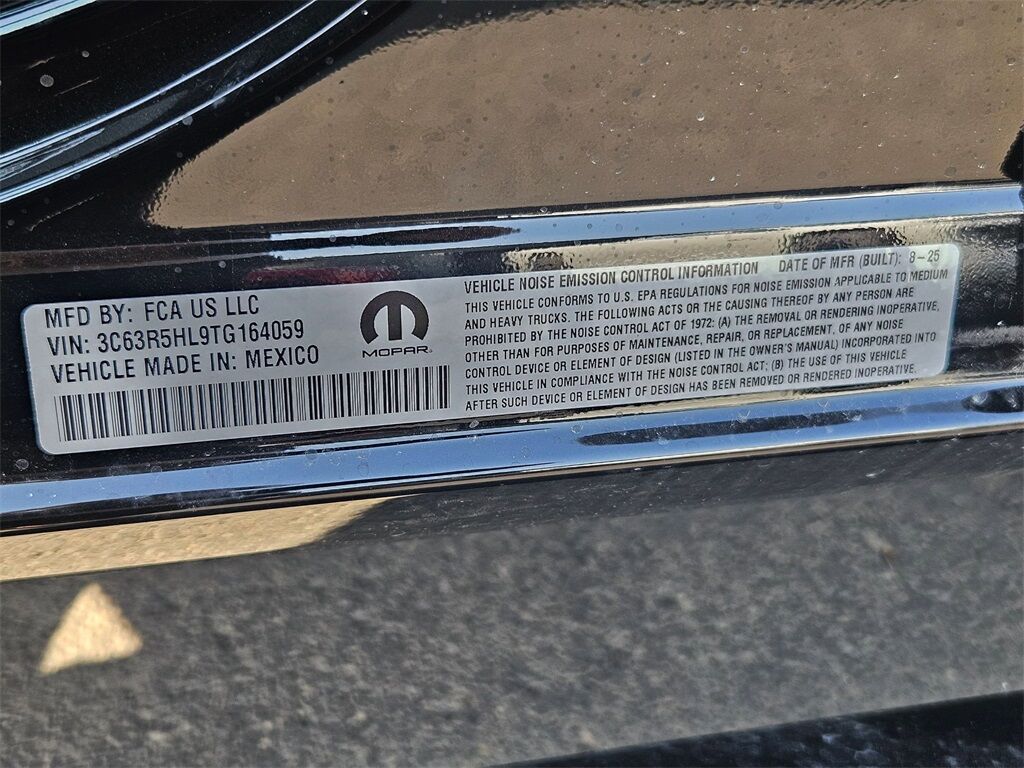 MFD BY: FCA US LLC
VIN: 3C63R5HL9TG164059
VEHICLE MADE IN: MEXICO
MOPAR
VEHICLE NOISE EMISSION CONTROL INFORMATION DATE OF MFR (BUILT): 8-25
THIS VEHICLE CONFORMS TO U.S. EPA REGULATIONS FOR NOISE EMISSION APPLICABLE TO MEDIUM
AND HEAVY TRUCKS. THE FOLLOWING ACTS OR THE CAUSING THEREOF BY ANY PERSON ARE
PROHIBITED BY THE NOISE CONTROL ACT OF 1972: (A) THE REMOVAL OR RENDERING INOPERATIVE,
OTHER THAN FOR PURPOSES OF MAINTENANCE, REPAIR, OR REPLACEMENT, OF ANY NOISE
CONTROL DEVICE OR ELEMENT OF DESIGN (LISTED IN THE OWNER'S MANUAL) INCORPORATED INTO
THIS VEHICLE IN COMPLIANCE WITH THE NOISE CONTROL ACT; (B) THE USE OF THIS VEHICLE
AFTER SUCH DEVICE OR ELEMENT OF DESIGN HAS BEEN REMOVED OR RENDERED INOPERATIVE.